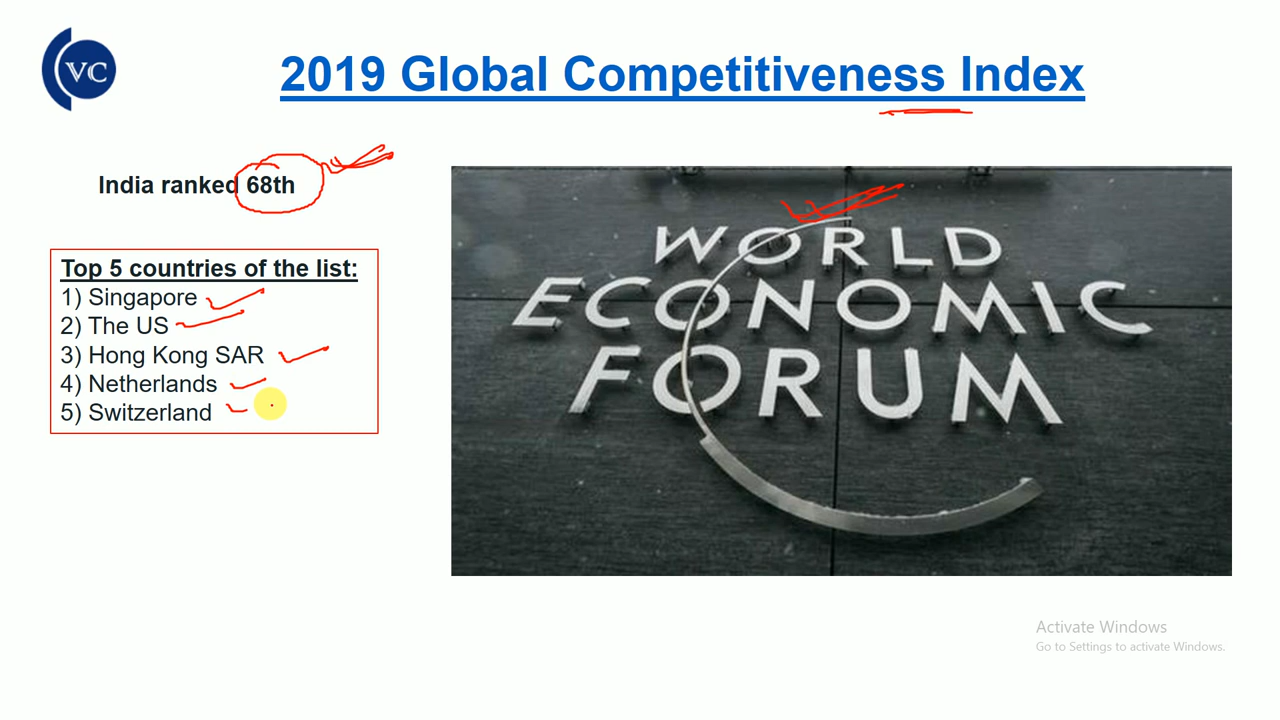 VC
2019 Global Competitiveness Index
India ranked 68th
Top 5 countries of the list:
1) Singapore
2) The US
3) Hong Kong SAR
4) Netherlands
5) Switzerland
WORLD
ECONOMIC
FORUM
Activate Windows
Go to Settings to activate Windows.